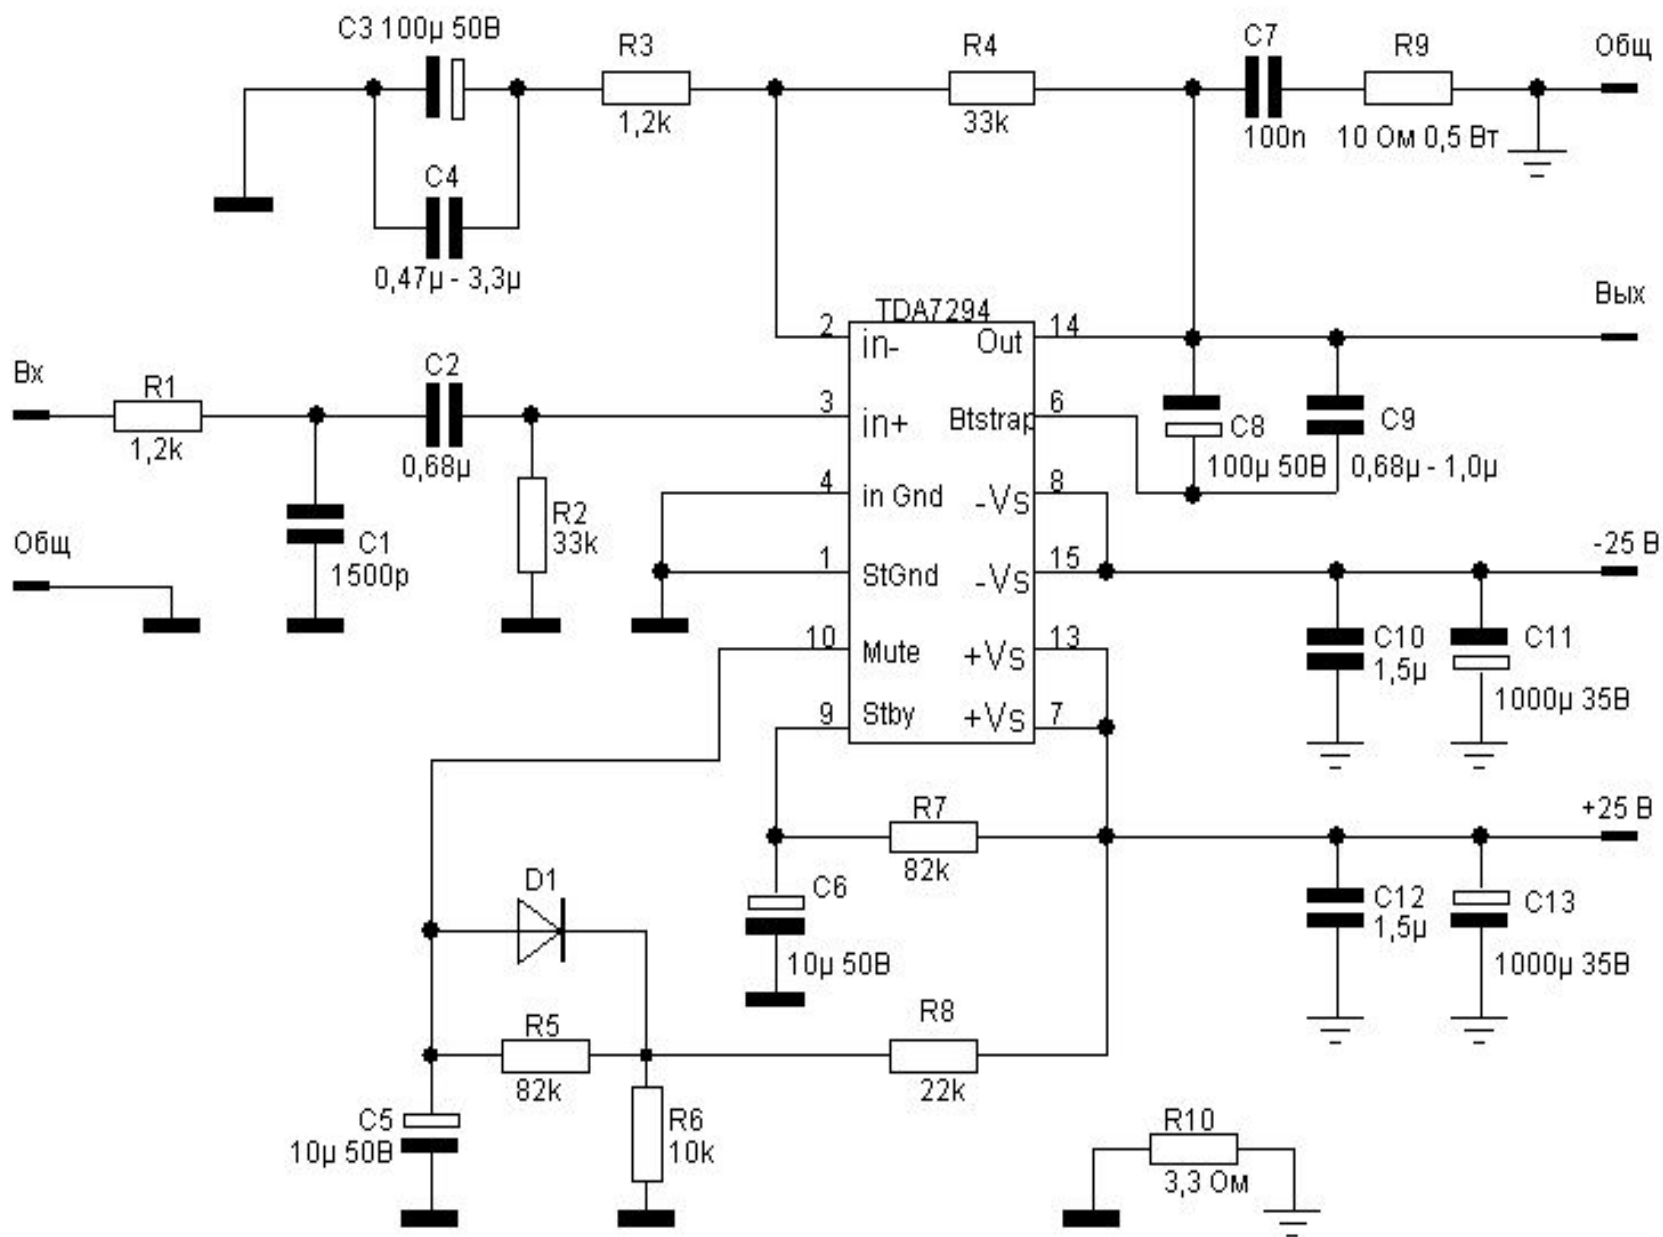 C3 100µ 50В
R3
1,2k
R4
33k
C7
100n
R9
10 Ом 0,5 Вт
Общ
C4
0,47µ - 3,3µ
Вых
TDA7294
2
in-
Out
14
Вх
R1
1,2k
C2
0,68µ
3
in+
Btstrap
6
C8
100µ 50В
C9
0,68µ - 1,0µ
4
in Gnd
-Vs
8
R2
33k
Общ
C1
1500p
1
StGnd
-Vs
15
-25 В
10
Mute
+Vs
13
C10
1,5µ
C11
1000µ 35В
9
Stby
+Vs
7
R7
82k
+25 В
D1
C6
10µ 50В
C12
1,5µ
C13
1000µ 35В
R5
82k
R8
22k
C5
10µ 50В
R6
10k
R10
3,3 Ом